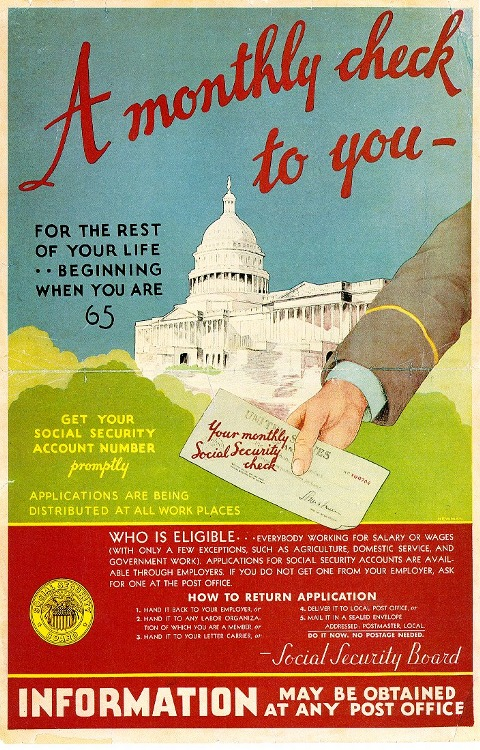 A monthly check
to you-
FOR THE REST
OF YOUR LIFE
· · BEGINNING
WHEN YOU ARE
65
UNITED STATES
Your monthly
Social Security
check
GET YOUR
SOCIAL SECURITY
ACCOUNT NUMBER
promptly
APPLICATIONS ARE BEING
DISTRIBUTED AT ALL WORK PLACES
WHO IS ELIGIBLE · · · EVERYBODY WORKING FOR SALARY OR WAGES
(WITH ONLY A FEW EXCEPTIONS, SUCH AS AGRICULTURE, DOMESTIC SERVICE, AND
GOVERNMENT WORK). APPLICATIONS FOR SOCIAL SECURITY ACCOUNTS ARE AVAIL-
ABLE THROUGH EMPLOYERS. IF YOU DO NOT GET ONE FROM YOUR EMPLOYER, ASK
FOR ONE AT THE POST OFFICE.
HOW TO RETURN APPLICATION
1. HAND IT BACK TO YOUR EMPLOYER, or
2. HAND IT TO ANY LABOR ORGANIZA-
TION OF WHICH YOU ARE A MEMBER, or
3. HAND IT TO YOUR LETTER CARRIER, or
4. DELIVER IT TO LOCAL POST OFFICE, or
5. MAIL IT IN A SEALED ENVELOPE
ADDRESSED: POSTMASTER, LOCAL.
DO IT NOW. NO POSTAGE NEEDED.
SOCIAL SECURITY
BOARD
-Social Security Board
INFORMATION MAY BE OBTAINED
AT ANY POST OFFICE